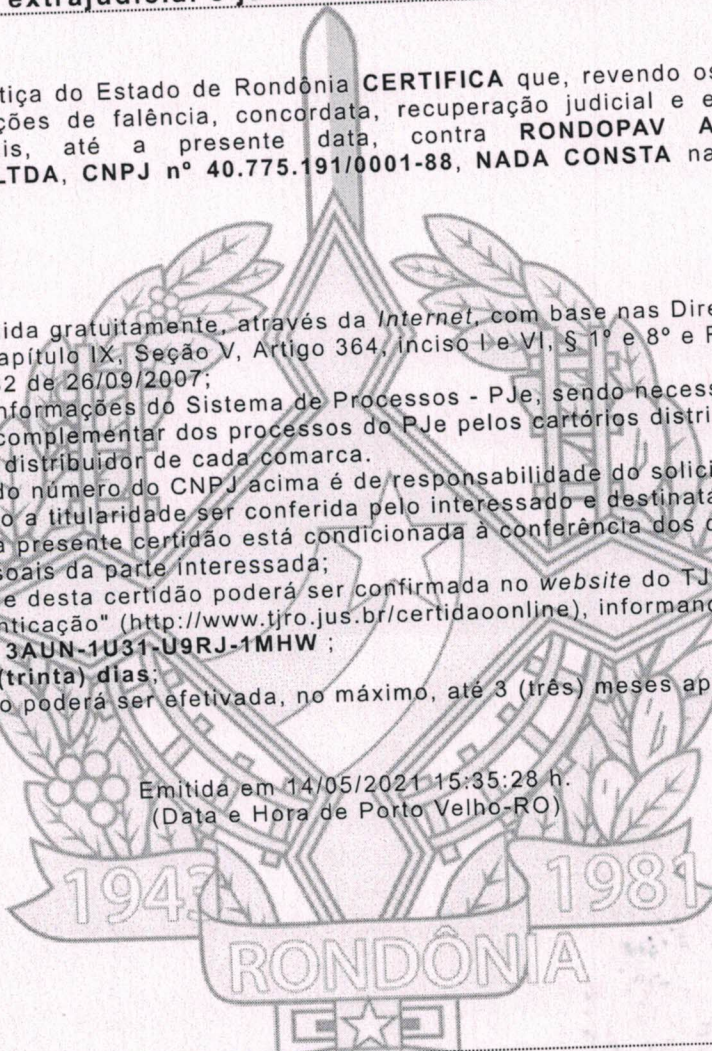 extrajudicial
tiça do Estado de Rondônia CERTIFICA que, revendo os
ções de falência, concordata, recuperação judicial e e
is, até a presente data, contra RONDOPAV A
LTDA, CNPJ nº 40.775.191/0001-88, NADA CONSTA na
ida gratuitamente, através da Internet, com base nas Dire
apítulo IX, Seção V, Artigo 364, inciso I e VI, § 1º e 8º e P
2 de 26/09/2007;
nformações do Sistema de Processos - PJe, sendo necess
complementar dos processos do PJe pelos cartórios distri
distribuidor de cada comarca.
do número do CNPJ acima é de responsabilidade do solici
o a titularidade ser conferida pelo interessado e destinatá
a presente certidão está condicionada à conferência dos d
soais da parte interessada;
e desta certidão poderá ser confirmada no website do TJ
nticação" (http://www.tjro.jus.br/certidaoonline), informand
3AUN-1U31-U9RJ-1MHW ;
(trinta) dias;
o poderá ser efetivada, no máximo, até 3 (três) meses ap
Emitida em 14/05/2021 15:35:28 h.
(Data e Hora de Porto Velho-RO)
1943
1981
RONDÔNIA